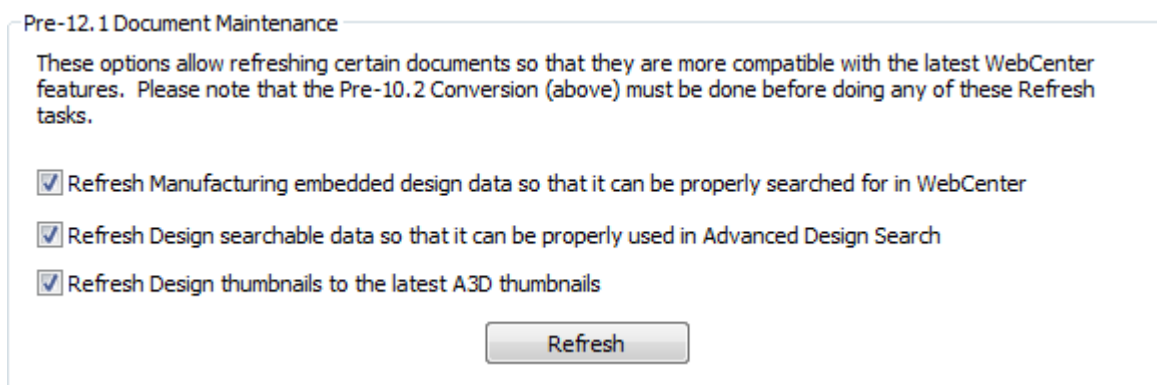 Pre-12.1 Document Maintenance
These options allow refreshing certain documents so that they are more compatible with the latest WebCenter
features.  Please note that the Pre-10.2 Conversion (above) must be done before doing any of these Refresh
tasks.
Refresh Manufacturing embedded design data so that it can be properly searched for in WebCenter
Refresh Design searchable data so that it can be properly used in Advanced Design Search
Refresh Design thumbnails to the latest A3D thumbnails
Refresh